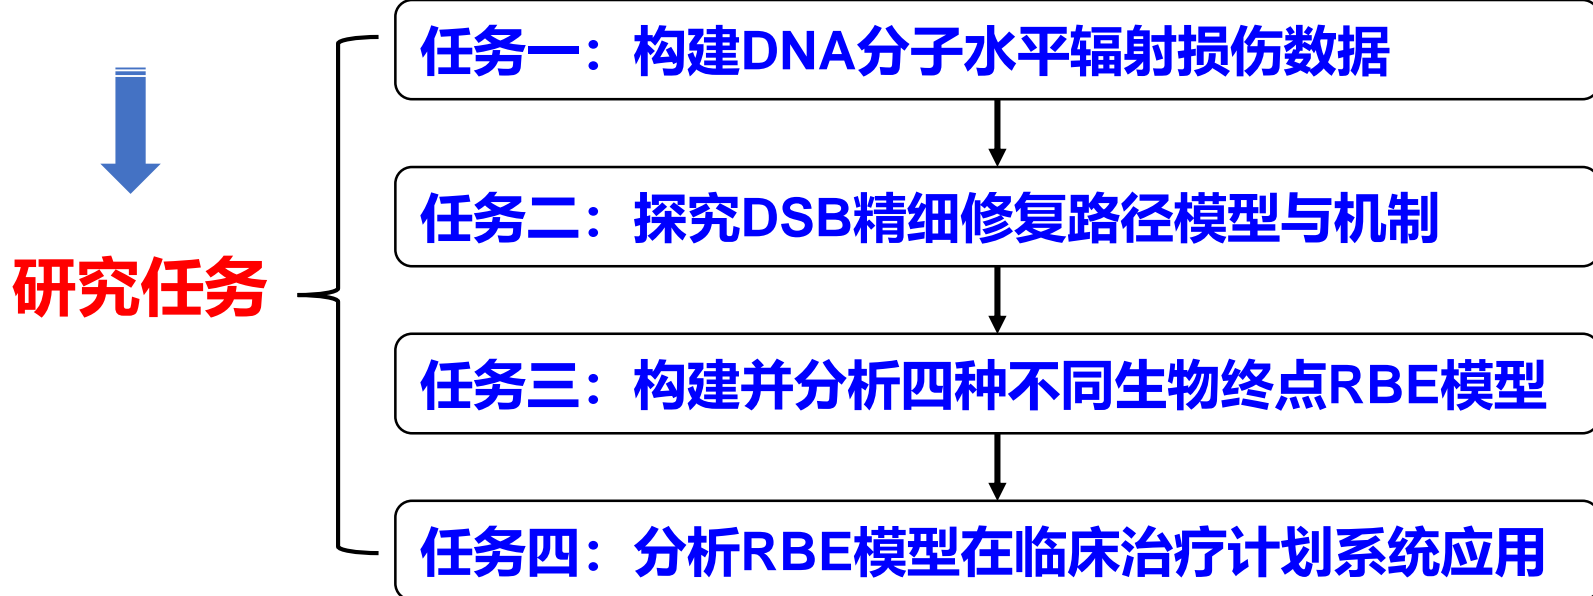 任务一：构建DNA分子水平辐射损伤数据
任务二：探究DSB精细修复路径模型与机制
研究任务
任务三：构建并分析四种不同生物终点RBE模型
任务四：分析RBE模型在临床治疗计划系统应用